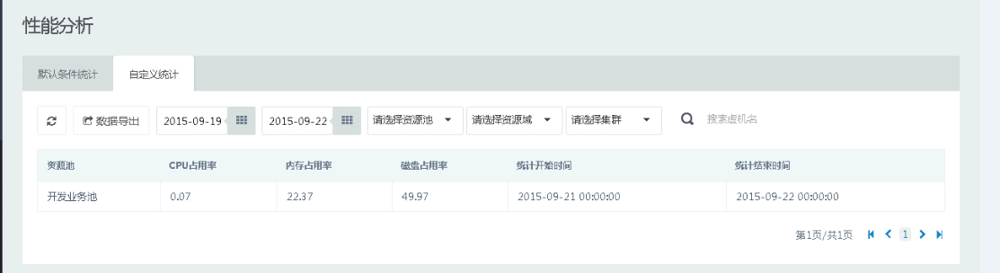 性能分析
默认条件统计 自定义统计
数据导出 2015-09-19 2015-09-22 请选择资源池 请选择资源域 请选择集群 搜索虚机名
资源池 CPU占用率 内存占用率 磁盘占用率 统计开始时间 统计结束时间
开发业务池 0.07 22.37 49.97 2015-09-21 00:00:00 2015-09-22 00:00:00
第1页/共1页 1